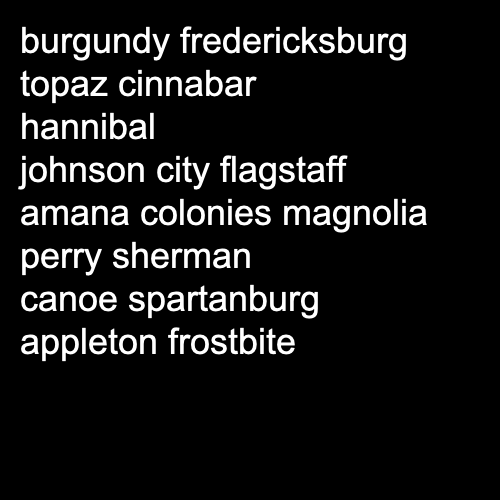 burgundy fredericksburg
topaz cinnabar
hannibal
johnson city flagstaff
amana colonies magnolia
perry sherman
canoe spartanburg
appleton frostbite